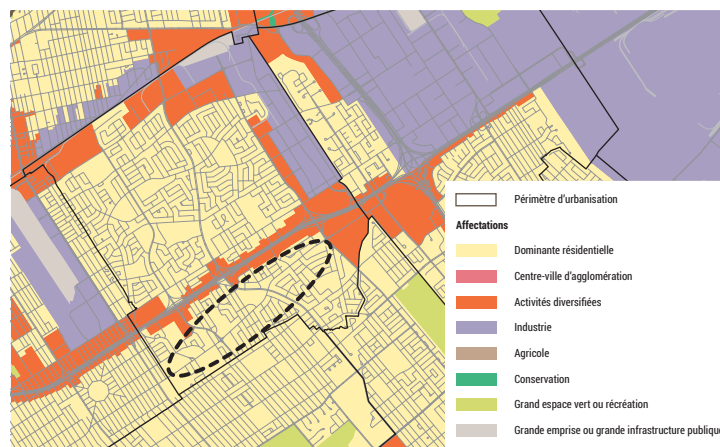 Périmètre d'urbanisation
Affectations
Dominante résidentielle
Centre-ville d'agglomération
Activités diversifiées
Industrie
Agricole
Conservation
Grand espace vert ou récréation
Grande emprise ou grande infrastructure publique